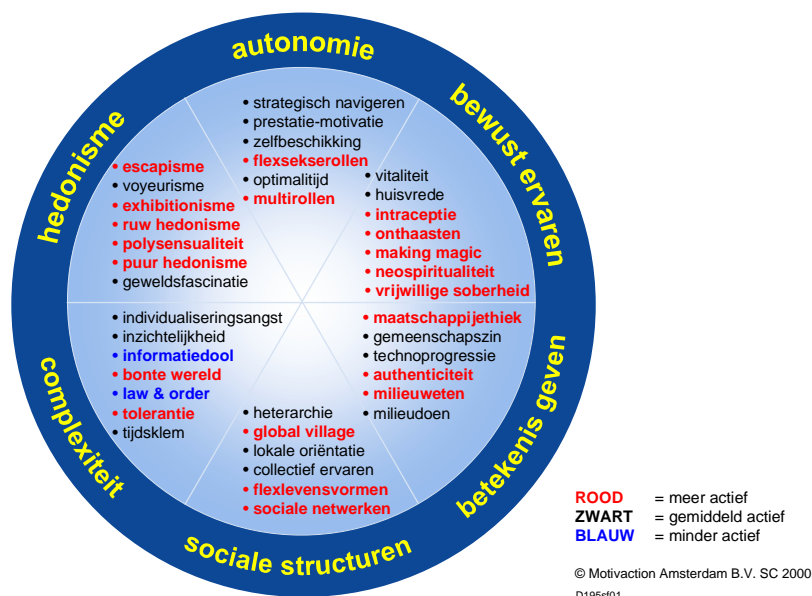 autonomie
bewust ervaren
hedonisme
• strategisch navigeren
• prestatie-motivatie
• zelfbeschikking
• flexsekserollen
• optimalitijd
• multirollen
• escapisme
• voyeurisme
• exhibitionisme
• ruw hedonisme
• polysensualiteit
• puur hedonisme
• geweldsfascinatie
• vitaliteit
• huisvrede
• intraceptie
• onthaasten
• making magic
• neospiritualiteit
• vrijwillige soberheid
• individualiseringsangst
• inzichtelijkheid
• informatiedool
• bonte wereld
• law & order
• tolerantie
• tijdsklem
• maatschappijethiek
• gemeenschapszin
• technoprogressie
• authenticiteit
• milieuweten
• milieudoen
• heterarchie
• global village
• lokale oriëntatie
• collectief ervaren
• flexlevensvormen
• sociale netwerken
complexiteit
sociale structuren
betekenis geven
ROOD = meer actief
ZWART = gemiddeld actief
BLAUW = minder actief
© Motivaction Amsterdam B.V. SC 2000
D195sf01